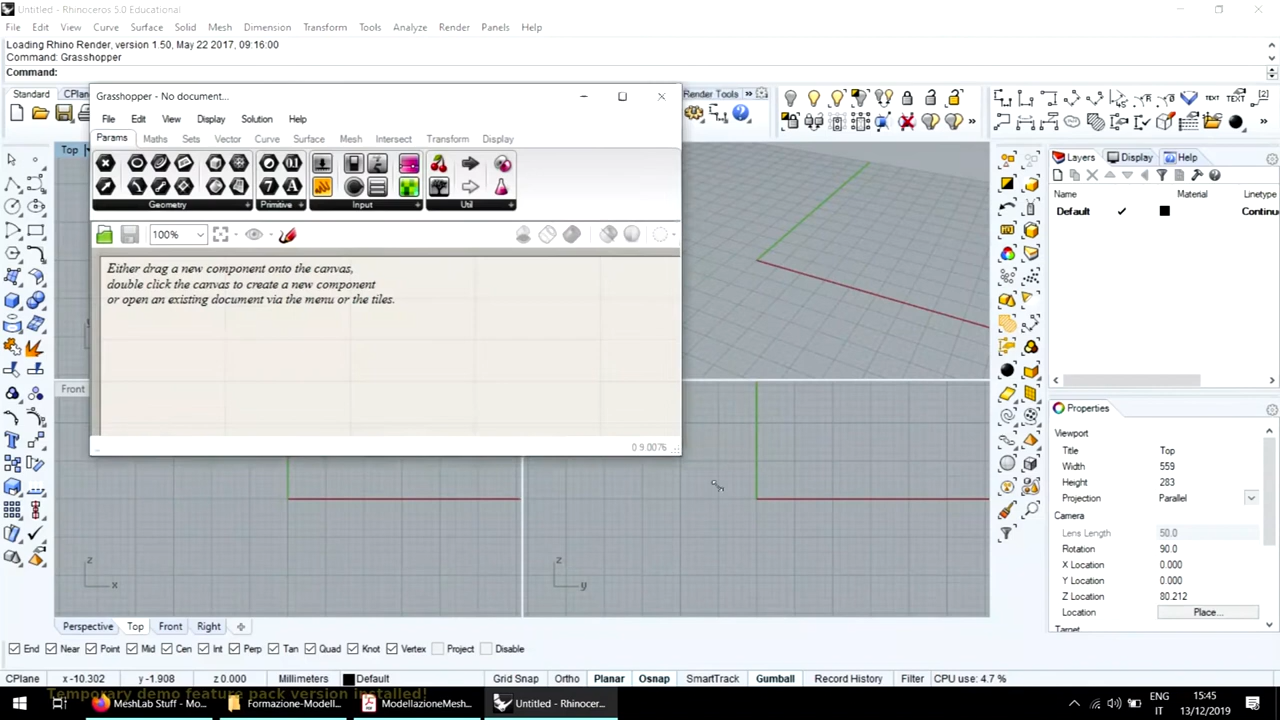 Untitled - Rhinoceros 5.0 Educational
File Edit View Curve Surface Solid Mesh Dimension Transform Tools Analyze Render Panels Help
Loading Rhino Render, version 1.50, May 22 2017, 09:16:00
Command: Grasshopper
Command:
Standard CPlan
Render Tools
Grasshopper - No document...
File Edit View Display Solution Help
Params Maths Sets Vector Curve Surface Mesh Intersect Transform Display
Geometry Primitive Input Util
100%
Either drag a new component onto the canvas,
double click the canvas to create a new component
or open an existing document via the menu or the tiles.
0.9.0076
Top
Front
z
x
z
y
TEXT TEXT
Layers Display Help
Name Material Linetype
Default Continu
Properties
Viewport
Title Top
Width 559
Height 283
Projection Parallel
Camera
Lens Length 50.0
Rotation 90.0
X Location 0.000
Y Location 0.000
Z Location 80.212
Location Place...
Target
Perspective Top Front Right
End Near Point Mid Cen Int Perp Tan Quad Knot Vertex Project Disable
CPlane x -10.302 y -1.908 z 0.000 Millimeters Default Grid Snap Ortho Planar Osnap SmartTrack Gumball Record History Filter CPU use: 4.7 %
Temporary demo feature pack version installed!
MeshLab Stuff - Mo... Formazione-Modell... ModellazioneMesh... Untitled - Rhinocer...
ENG
IT
15:45
13/12/2019